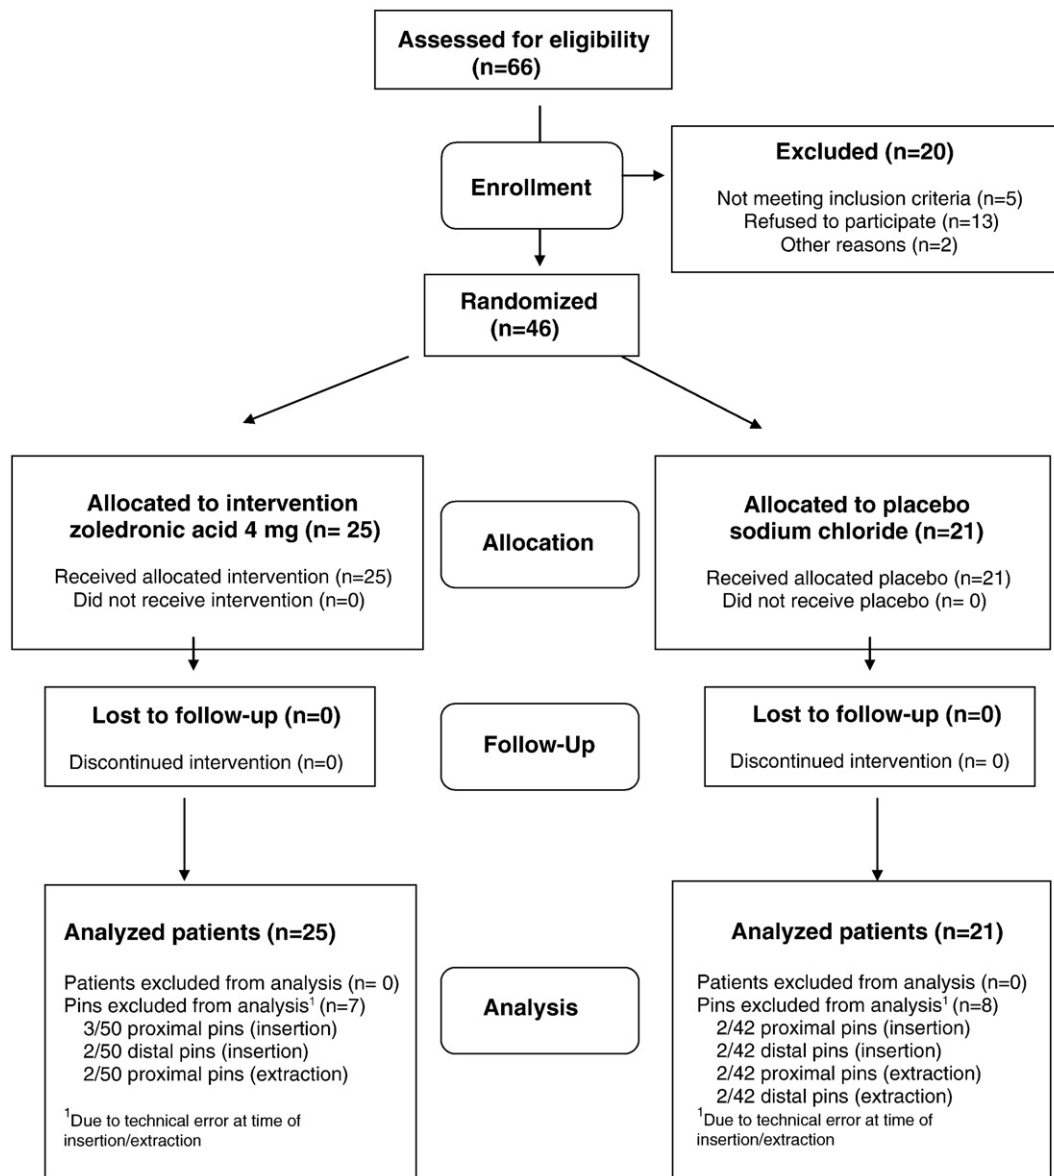 Assessed for eligibility
(n=66)
Enrollment
Excluded (n=20)
Not meeting inclusion criteria (n=5)
Refused to participate (n=13)
Other reasons (n=2)
Randomized
(n=46)
Allocated to intervention
zoledronic acid 4 mg (n= 25)
Received allocated intervention (n=25)
Did not receive intervention (n=0)
Allocation
Allocated to placebo
sodium chloride (n=21)
Received allocated placebo (n=21)
Did not receive placebo (n= 0)
Lost to follow-up (n=0)
Discontinued intervention (n=0)
Follow-Up
Lost to follow-up (n=0)
Discontinued intervention (n= 0)
Analyzed patients (n=25)
Patients excluded from analysis (n= 0)
Pins excluded from analysis¹ (n=7)
3/50 proximal pins (insertion)
2/50 distal pins (insertion)
2/50 proximal pins (extraction)
¹Due to technical error at time of
insertion/extraction
Analysis
Analyzed patients (n=21)
Patients excluded from analysis (n=0)
Pins excluded from analysis¹ (n=8)
2/42 proximal pins (insertion)
2/42 distal pins (insertion)
2/42 proximal pins (extraction)
2/42 distal pins (extraction)
¹Due to technical error at time of
insertion/extraction